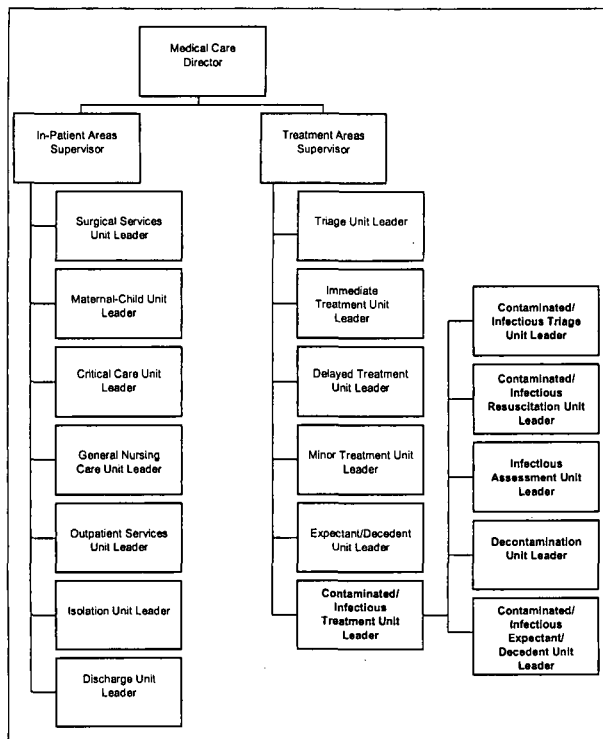 Medical Care
Director
In-Patient Areas
Supervisor
Treatment Areas
Supervisor
Surgical Services
Unit Leader
Maternal-Child Unit
Leader
Critical Care Unit
Leader
General Nursing
Care Unit Leader
Outpatient Services
Unit Leader
Isolation Unit Leader
Discharge Unit
Leader
Triage Unit Leader
Immediate
Treatment Unit
Leader
Delayed Treatment
Unit Leader
Minor Treatment Unit
Leader
Expectant/Decedent
Unit Leader
Contaminated/
Infectious
Treatment Unit
Leader
Contaminated/
Infectious Triage
Unit Leader
Contaminated/
Infectious
Resuscitation Unit
Leader
Infectious
Assessment Unit
Leader
Decontamination
Unit Leader
Contaminated/
Infectious
Expectant/
Decedent Unit
Leader